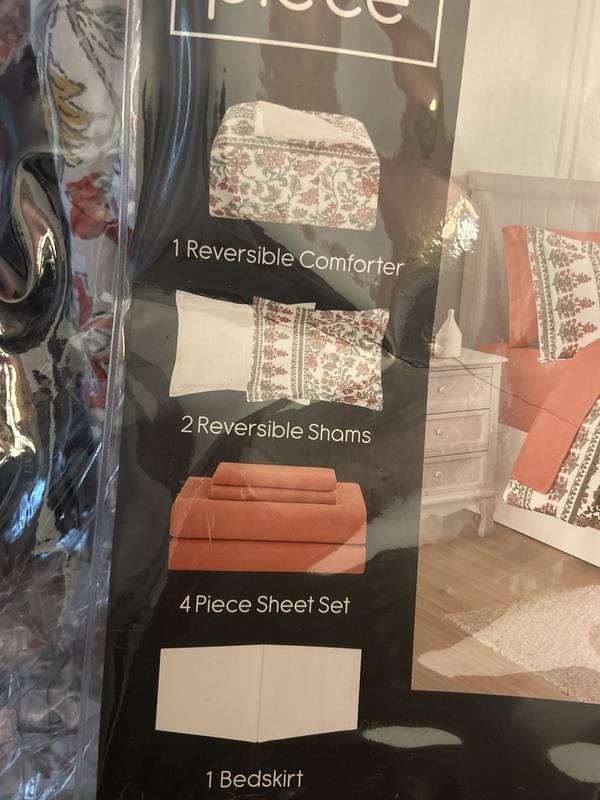 piece
1 Reversible Comforter
2 Reversible Shams
4 Piece Sheet Set
1 Bedskirt